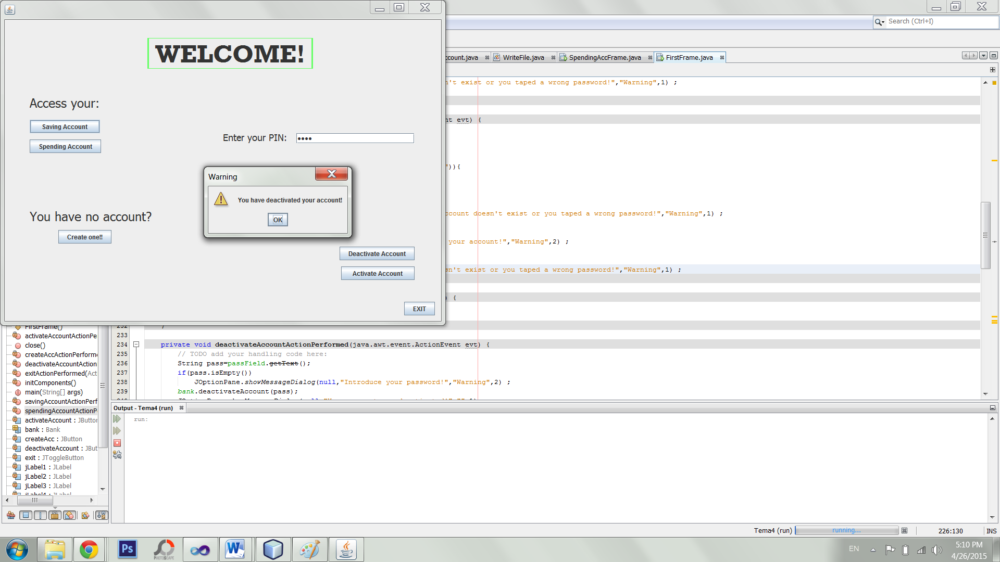 WELCOME!
Access your:
Saving Account
Spending Account
Enter your PIN:
Warning
You have deactivated your account!
OK
You have no account?
Create one!!
Deactivate Account
Activate Account
EXIT
Search (Ctrl+I)
ccount.java
WriteFile.java
SpendingAccFrame.java
FirstFrame.java
n't exist or you taped a wrong password!","Warning",1) ;
nt evt) {
")){
ccount doesn't exist or you taped a wrong password!","Warning",1) ;
your account!","Warning",2) ;
sn't exist or you taped a wrong password!","Warning",1) ;
) {
232 }
233
234 private void deactivateAccountActionPerformed(java.awt.event.ActionEvent evt) {
235 // TODO add your handling code here:
236 String pass=passField.getText();
237 if(pass.isEmpty())
238 JOptionPane.showMessageDialog(null,"Introduce your password!","Warning",2) ;
239 bank.deactivateAccount(pass);
FirstFrame()
activateAccountActionPe
close()
createAccActionPerforme
deactivateAccountAction
exitActionPerformed(Act
initComponents()
main(String[] args)
savingAccountActionPerf
spendingAccountActionP
activateAccount : JButton
bank : Bank
createAcc : JButton
deactivateAccount : JBut
exit : JToggleButton
jLabel1 : JLabel
jLabel2 : JLabel
jLabel3 : JLabel
jLabel4 : JLabel
Output - Tema4 (run)
run:
Tema4 (run)
running...
226:130
INS
Ps
PHOTOSCAPE
W
EN
5:10 PM
4/26/2015